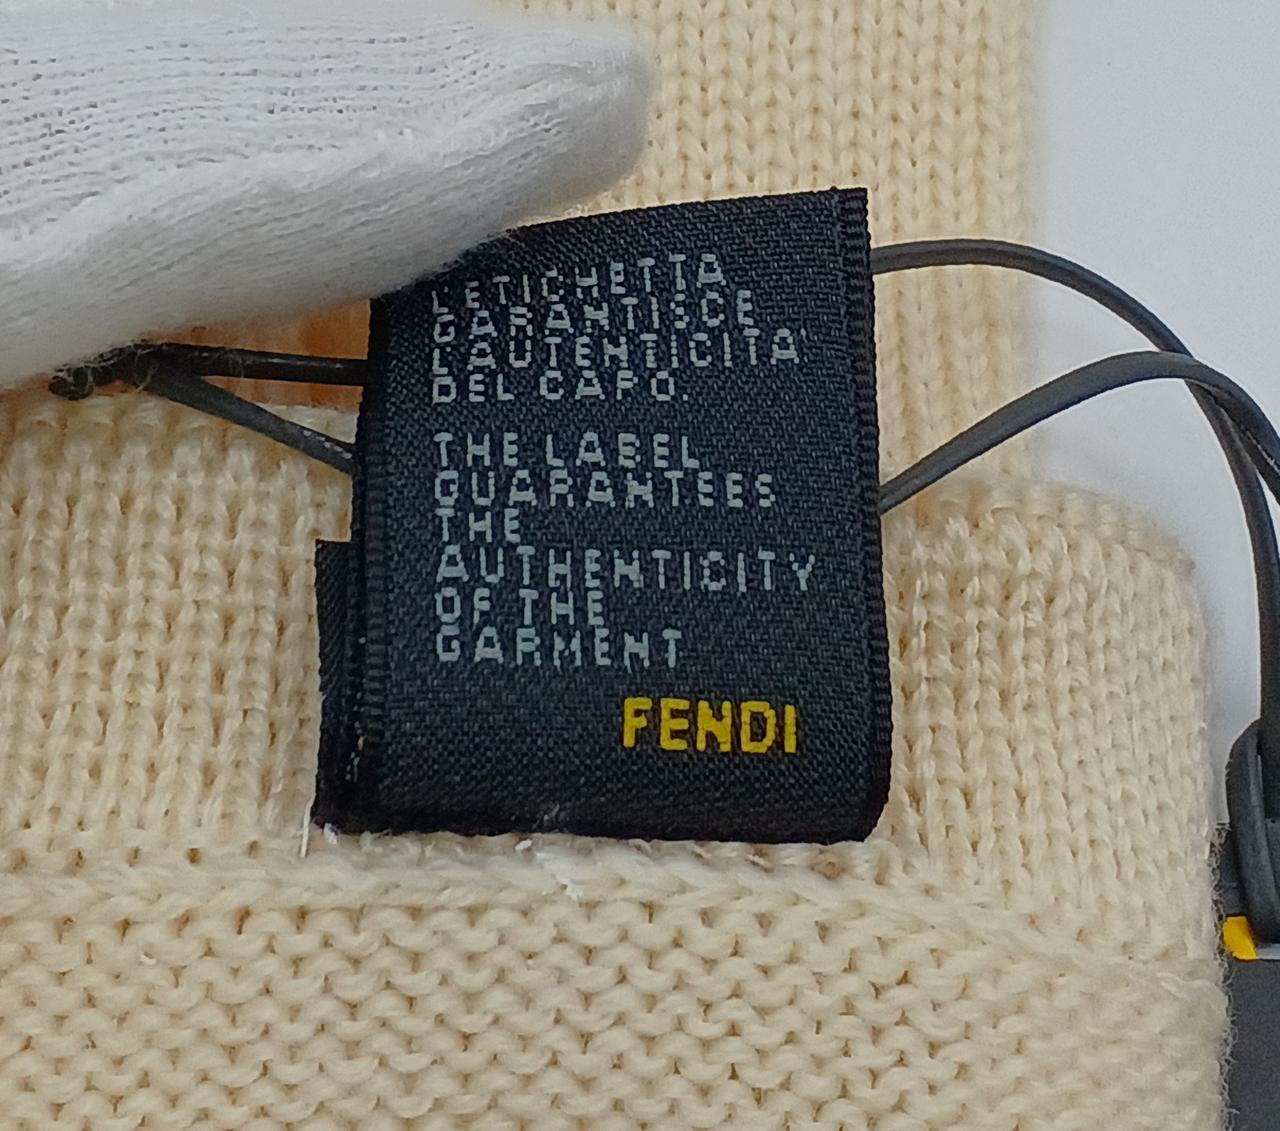 L'ETICHETTA
GARANTISCE
L'AUTENTICITA'
DEL CAPO.
THE LABEL
GUARANTEES
THE
AUTHENTICITY
OF THE
GARMENT
FENDI